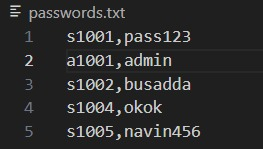 passwords.txt
1 s1001,pass123
2 a1001,admin
3 s1002,busadda
4 s1004,okok
5 s1005,navin456